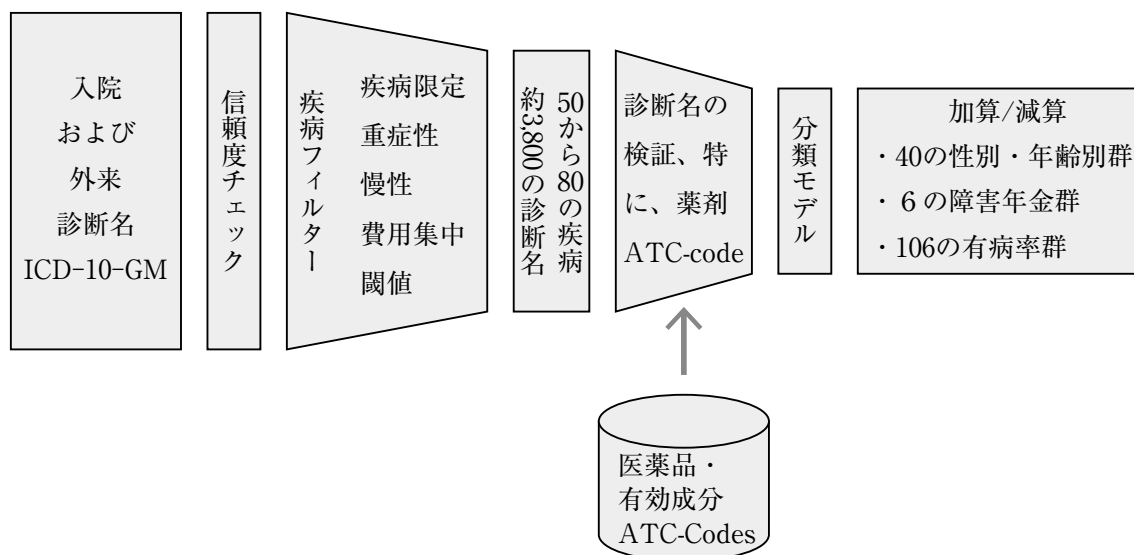 入院
および
外来
診断名
ICD-10-GM
信頼度チェック
疾病フィルター
疾病限定
重症性
慢性
費用集中
閾値
50から80の疾病
約3,800の診断名
診断名の
検証、特
に、薬剤
ATC-code
分類モデル
加算/減算
・40の性別・年齢別群
・６の障害年金群
・106の有病率群
医薬品・
有効成分
ATC-Codes